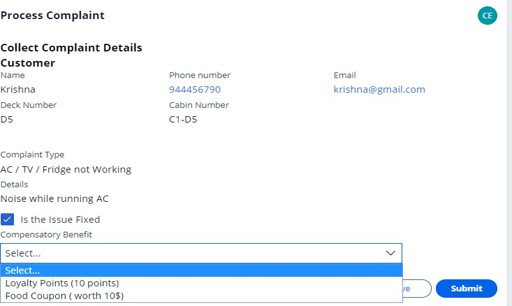 Process Complaint
CE
Collect Complaint Details
Customer
Name Phone number Email
Krishna 944456790 krishna@gmail.com
Deck Number Cabin Number
D5 C1-D5
Complaint Type
AC / TV / Fridge not Working
Details
Noise while running AC
Is the Issue Fixed
Compensatory Benefit
Select...
Select...
Loyalty Points (10 points)
Food Coupon ( worth 10$)
Submit